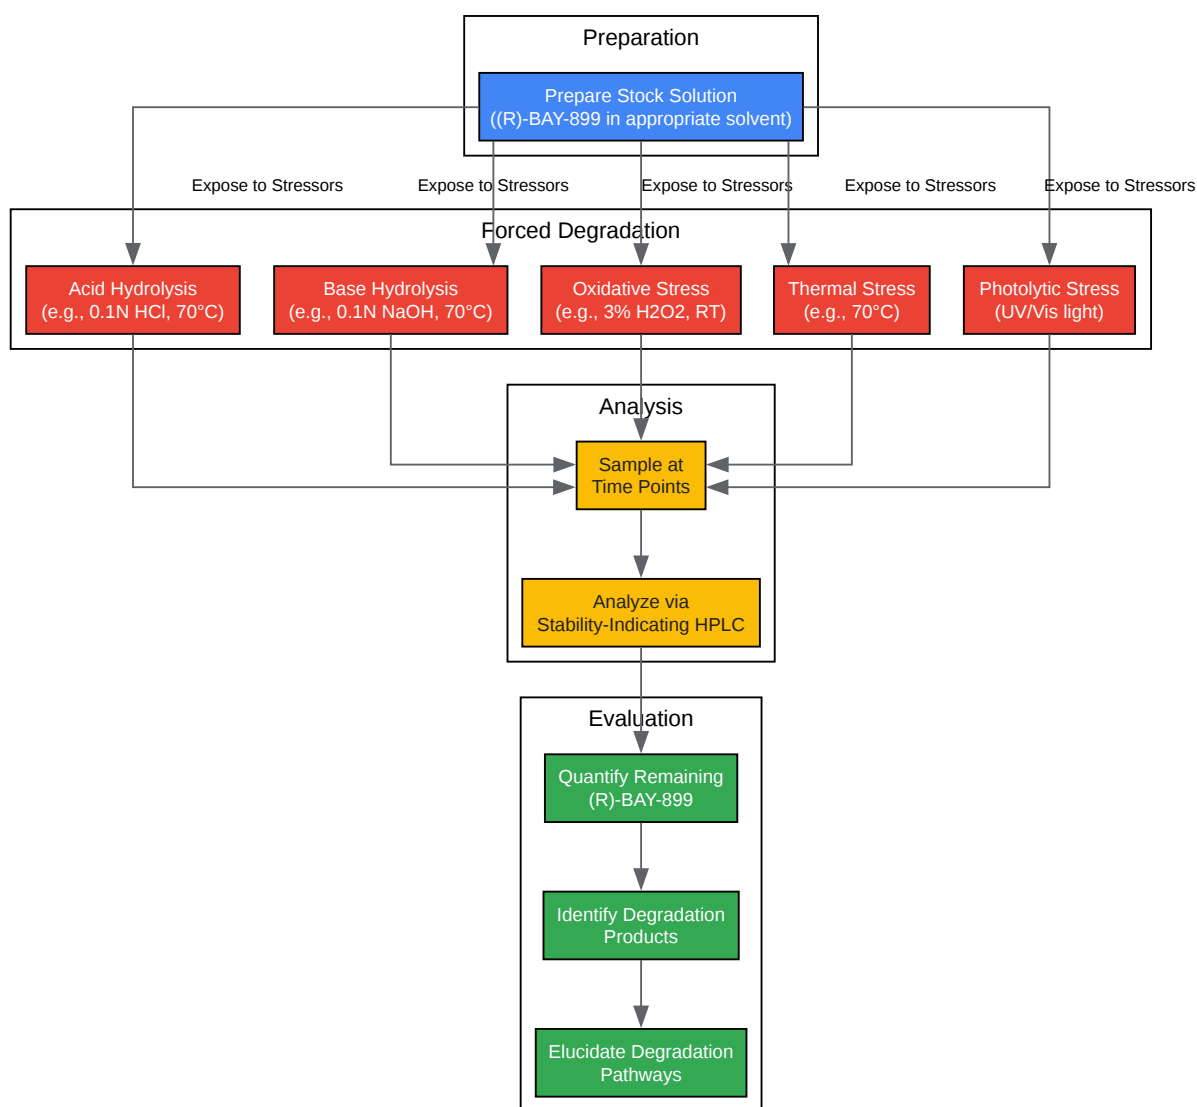 Preparation
Prepare Stock Solution
((R)-BAY-899 in appropriate solvent)
Expose to Stressors
Expose to Stressors
Expose to Stressors
Expose to Stressors
Expose to Stressors
Forced Degradation
Acid Hydrolysis
(e.g., 0.1N HCl, 70°C)
Base Hydrolysis
(e.g., 0.1N NaOH, 70°C)
Oxidative Stress
(e.g., 3% H2O2, RT)
Thermal Stress
(e.g., 70°C)
Photolytic Stress
(UV/Vis light)
Analysis
Sample at
Time Points
Analyze via
Stability-Indicating HPLC
Evaluation
Quantify Remaining
(R)-BAY-899
Identify Degradation
Products
Elucidate Degradation
Pathways